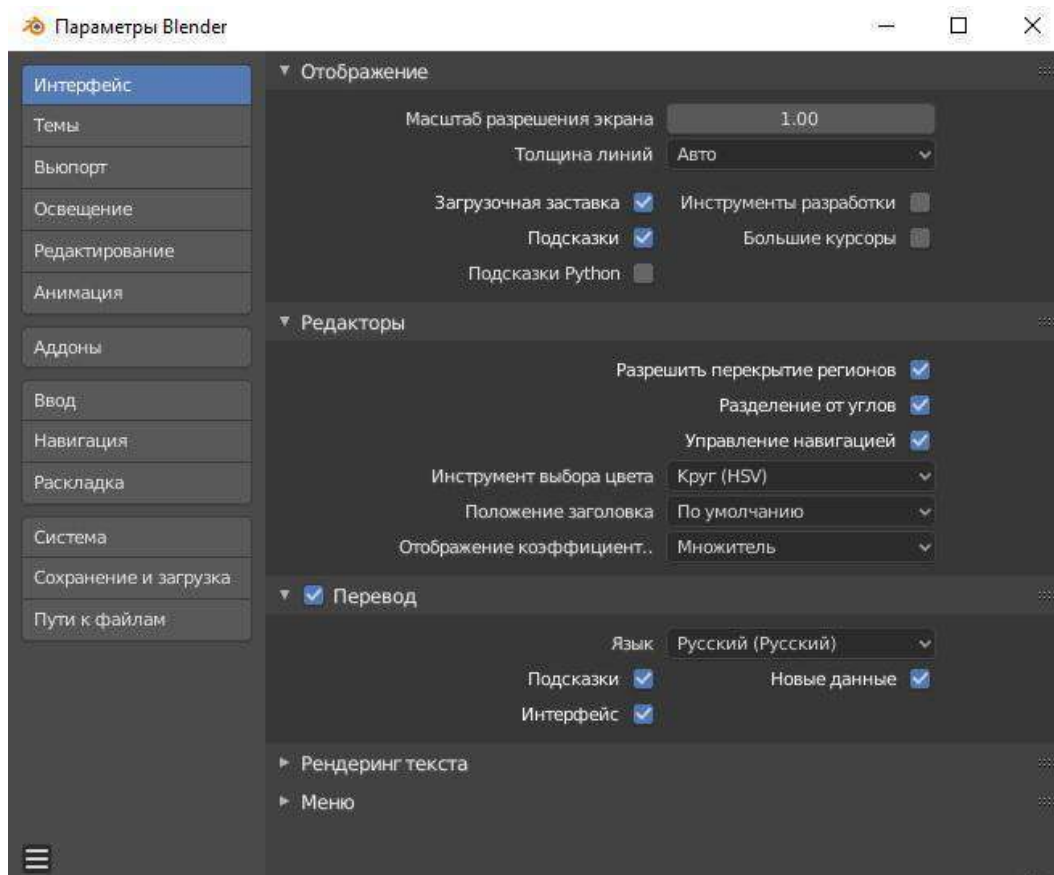 Параметры Blender
Интерфейс
Темы
Вьюпорт
Освещение
Редактирование
Анимация
Аддоны
Ввод
Навигация
Раскладка
Система
Сохранение и загрузка
Пути к файлам
Отображение
Масштаб разрешения экрана 1.00
Толщина линий Авто
Загрузочная заставка Инструменты разработки
Подсказки Большие курсоры
Подсказки Python
Редакторы
Разрешить перекрытие регионов
Разделение от углов
Управление навигацией
Инструмент выбора цвета Круг (HSV)
Положение заголовка По умолчанию
Отображение коэффициент.. Множитель
Перевод
Язык Русский (Русский)
Подсказки Новые данные
Интерфейс
Рендеринг текста
Меню